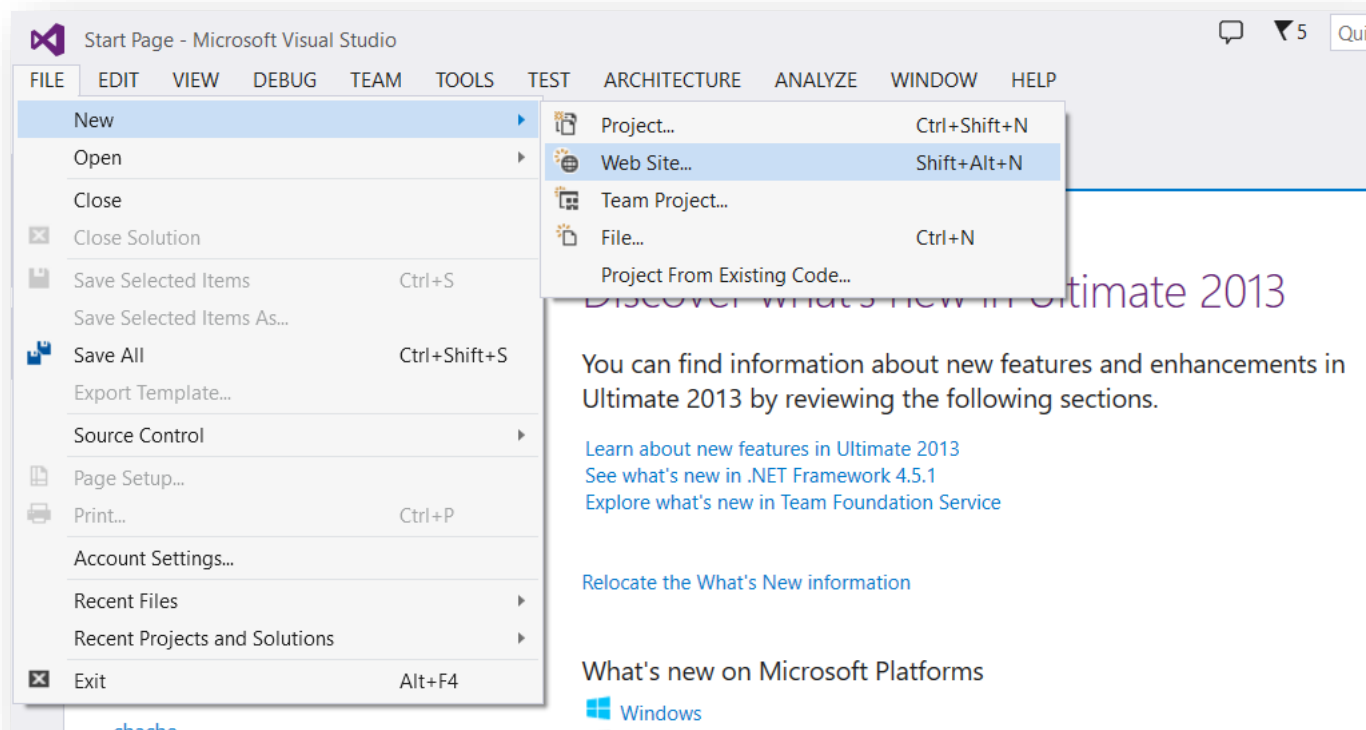 Start Page - Microsoft Visual Studio
5
FILE EDIT VIEW DEBUG TEAM TOOLS TEST ARCHITECTURE ANALYZE WINDOW HELP
New
Open
Close
Close Solution
Save Selected Items Ctrl+S
Save Selected Items As...
Save All Ctrl+Shift+S
Export Template...
Source Control
Page Setup...
Print... Ctrl+P
Account Settings...
Recent Files
Recent Projects and Solutions
Exit Alt+F4
Project... Ctrl+Shift+N
Web Site... Shift+Alt+N
Team Project...
File... Ctrl+N
Project From Existing Code...
Discover what's new in Ultimate 2013
You can find information about new features and enhancements in
Ultimate 2013 by reviewing the following sections.
Learn about new features in Ultimate 2013
See what's new in .NET Framework 4.5.1
Explore what's new in Team Foundation Service
Relocate the What's New information
What's new on Microsoft Platforms
Windows